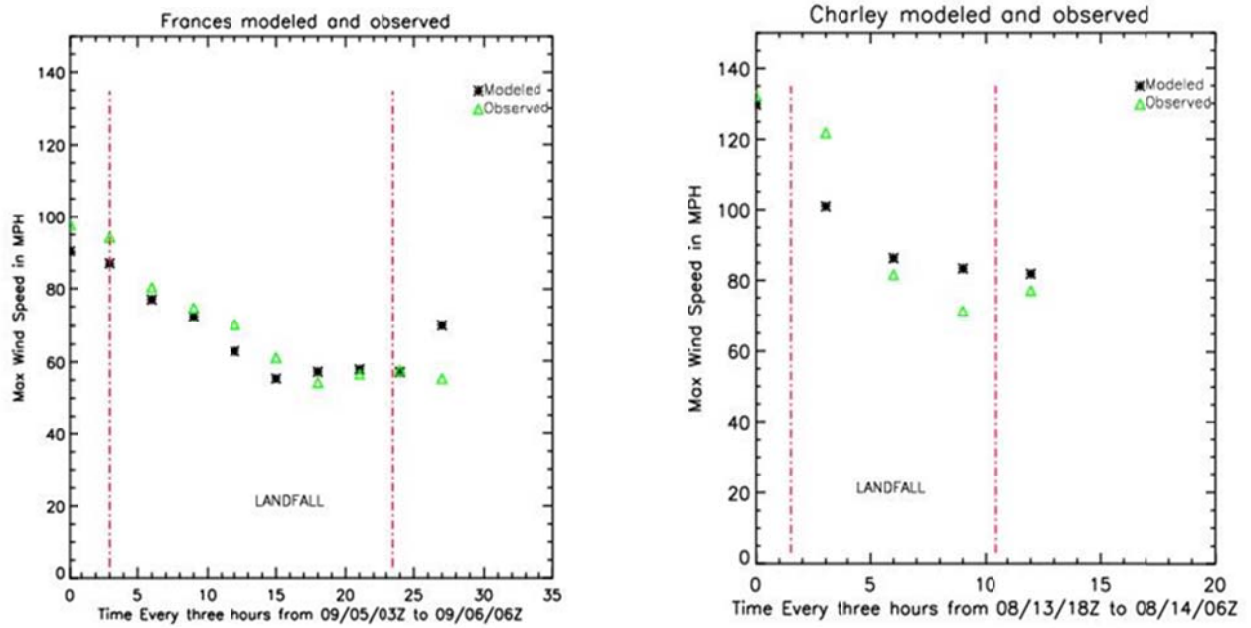 Frances modeled and observed
140
120
100
80
60
40
20
0
Max Wind Speed in MPH
Modeled
Observed
LANDFALL
0 5 10 15 20 25 30 35
Time Every three hours from 09/05/03Z to 09/06/06Z
Charley modeled and observed
140
120
100
80
60
40
20
0
Max Wind Speed in MPH
Modeled
Observed
LANDFALL
0 5 10 15 20
Time Every three hours from 08/13/18Z to 08/14/06Z